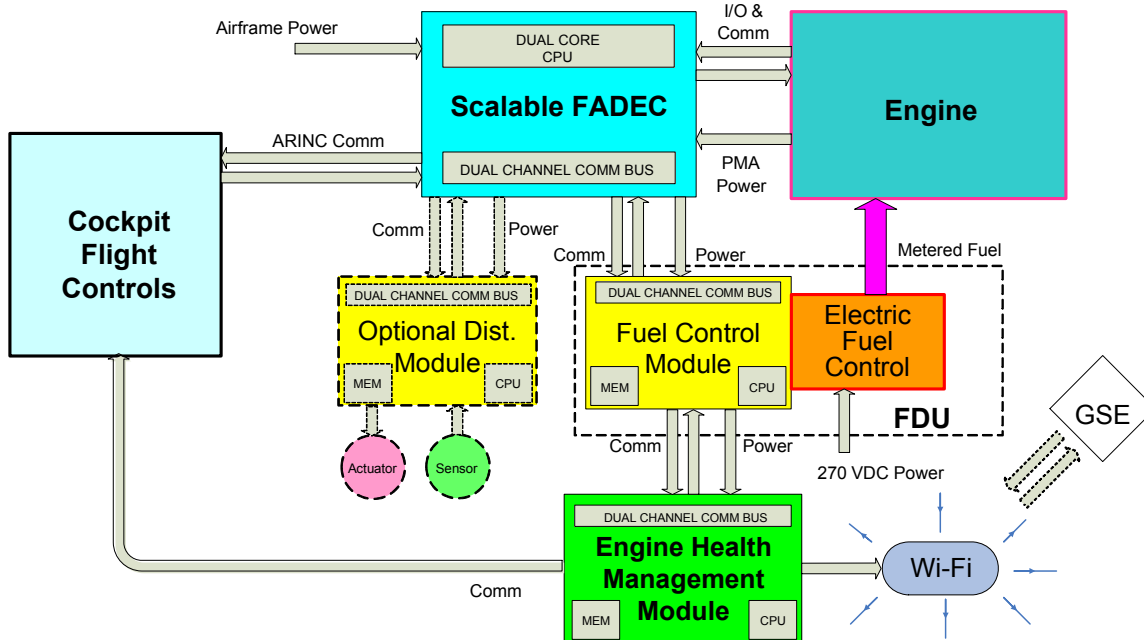 Airframe Power
DUAL CORE
CPU
Scalable FADEC
DUAL CHANNEL COMM BUS
I/O &
Comm
PMA
Power
Engine
ARINC Comm
Cockpit
Flight
Controls
Comm
Power
Comm
Power
Metered Fuel
DUAL CHANNEL COMM BUS
Optional Dist.
Module
MEM
CPU
Actuator
Sensor
DUAL CHANNEL COMM BUS
Fuel Control
Module
MEM
CPU
Electric
Fuel
Control
FDU
GSE
Comm
Power
270 VDC Power
DUAL CHANNEL COMM BUS
Engine Health
Management
Module
MEM
CPU
Wi-Fi
Comm